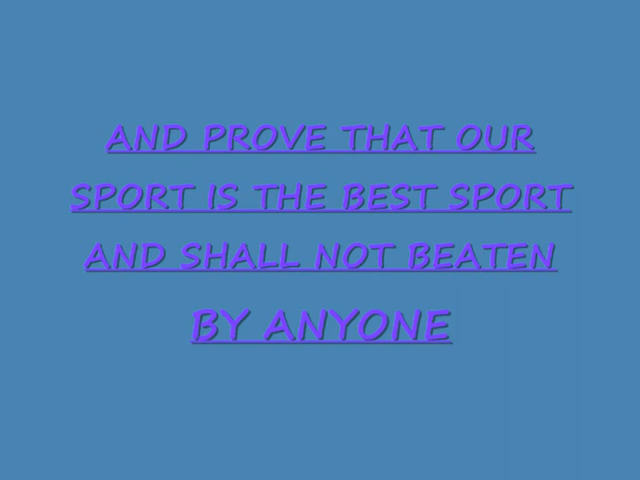 AND PROVE THAT OUR
SPORT IS THE BEST SPORT
AND SHALL NOT BEATEN
BY ANYONE